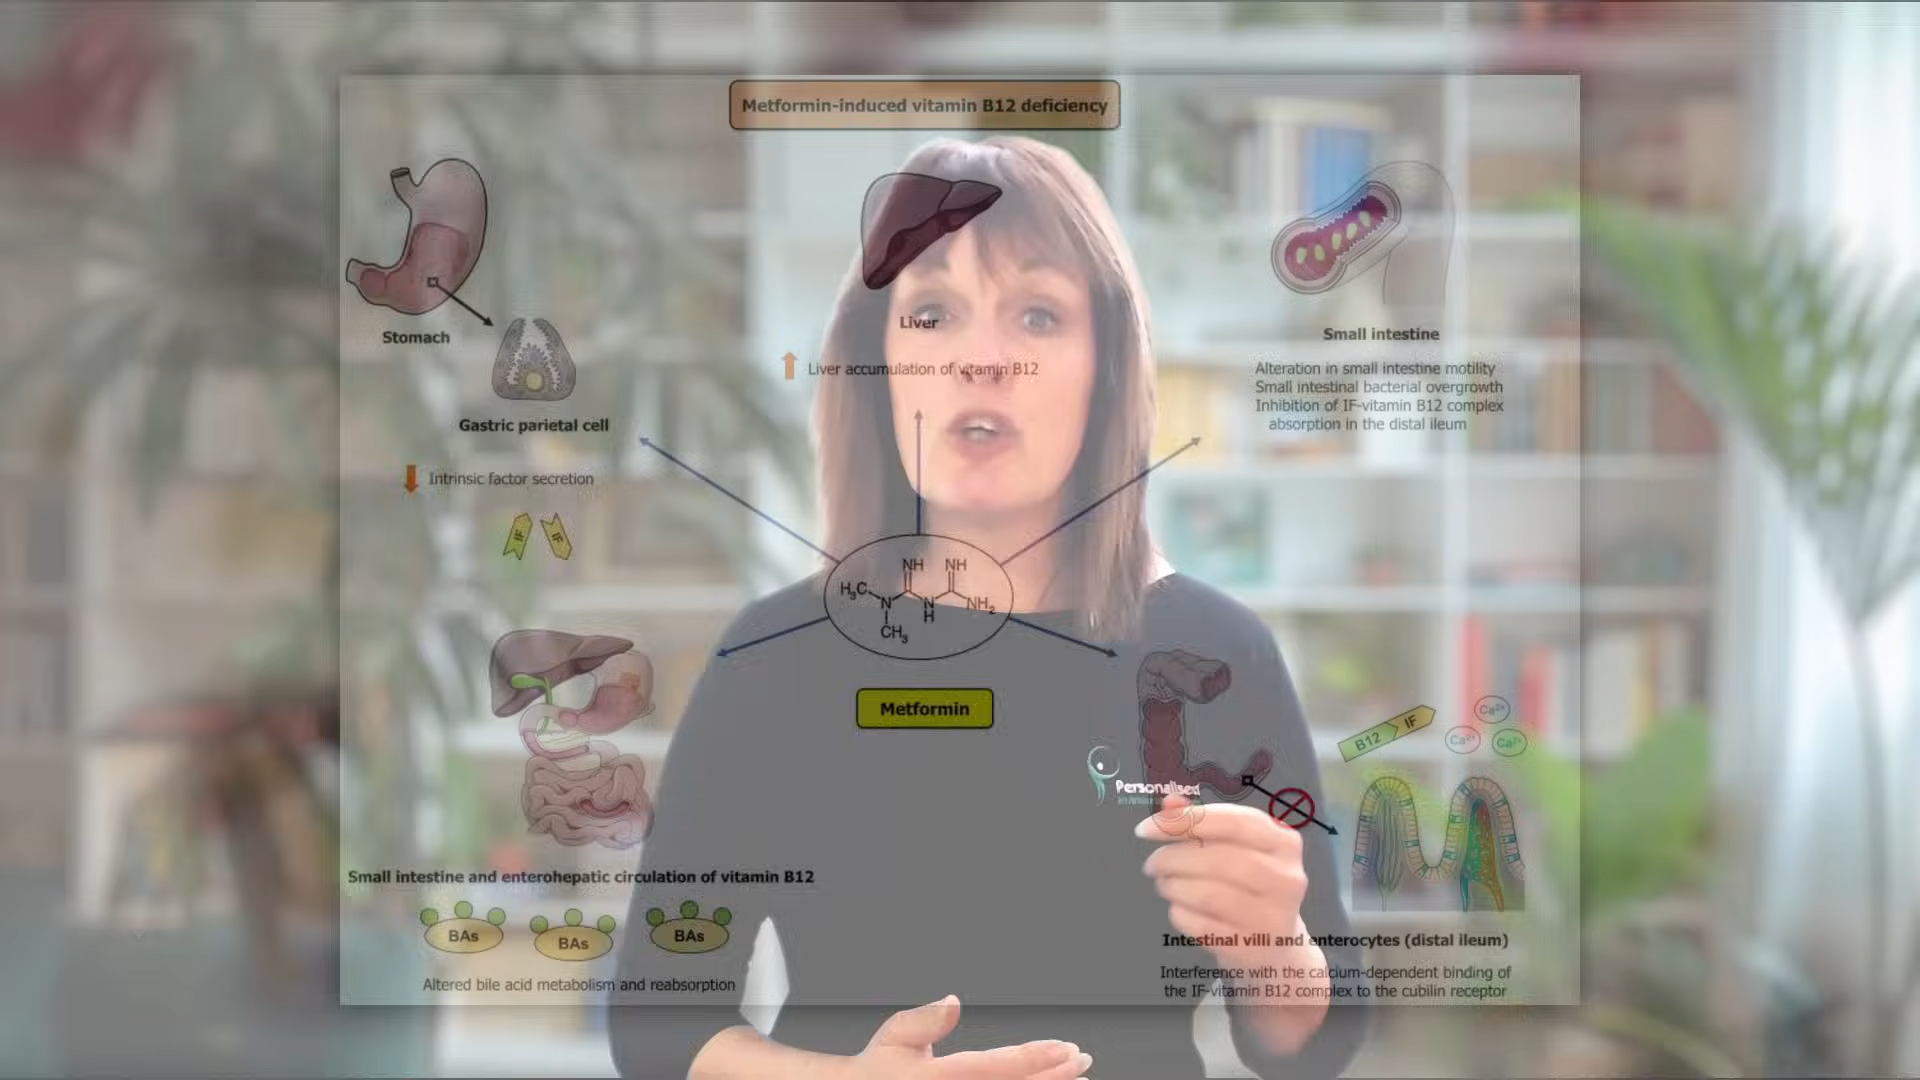 Metformin-induced vitamin B12 deficiency
Stomach
Gastric parietal cell
Intrinsic factor secretion
IF IF
Liver
Liver accumulation of vitamin B12
Small intestine
Alteration in small intestine motility
Small intestinal bacterial overgrowth
Inhibition of IF-vitamin B12 complex
absorption in the distal ileum
NH NH
H₃C
N N NH₂
H
CH₃
Metformin
Small intestine and enterohepatic circulation of vitamin B12
BAs BAs BAs
Altered bile acid metabolism and reabsorption
Personalised
B12 IF
Ca²⁺
Ca²⁺ Ca²⁺
Intestinal villi and enterocytes (distal ileum)
Interference with the calcium-dependent binding of
the IF-vitamin B12 complex to the cubilin receptor